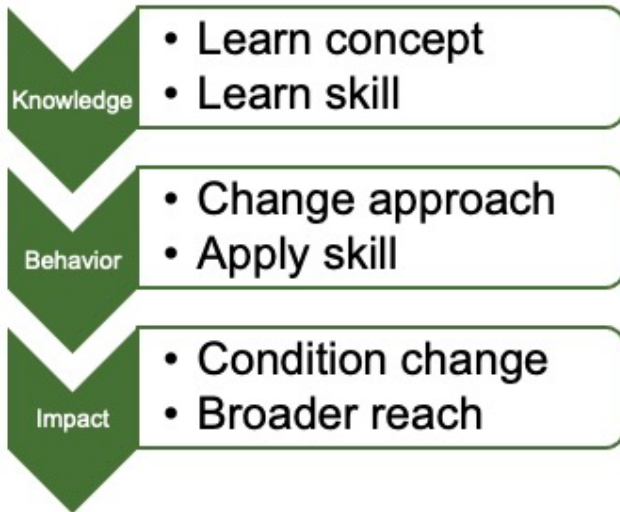 Knowledge
• Learn concept
• Learn skill
Behavior
• Change approach
• Apply skill
Impact
• Condition change
• Broader reach